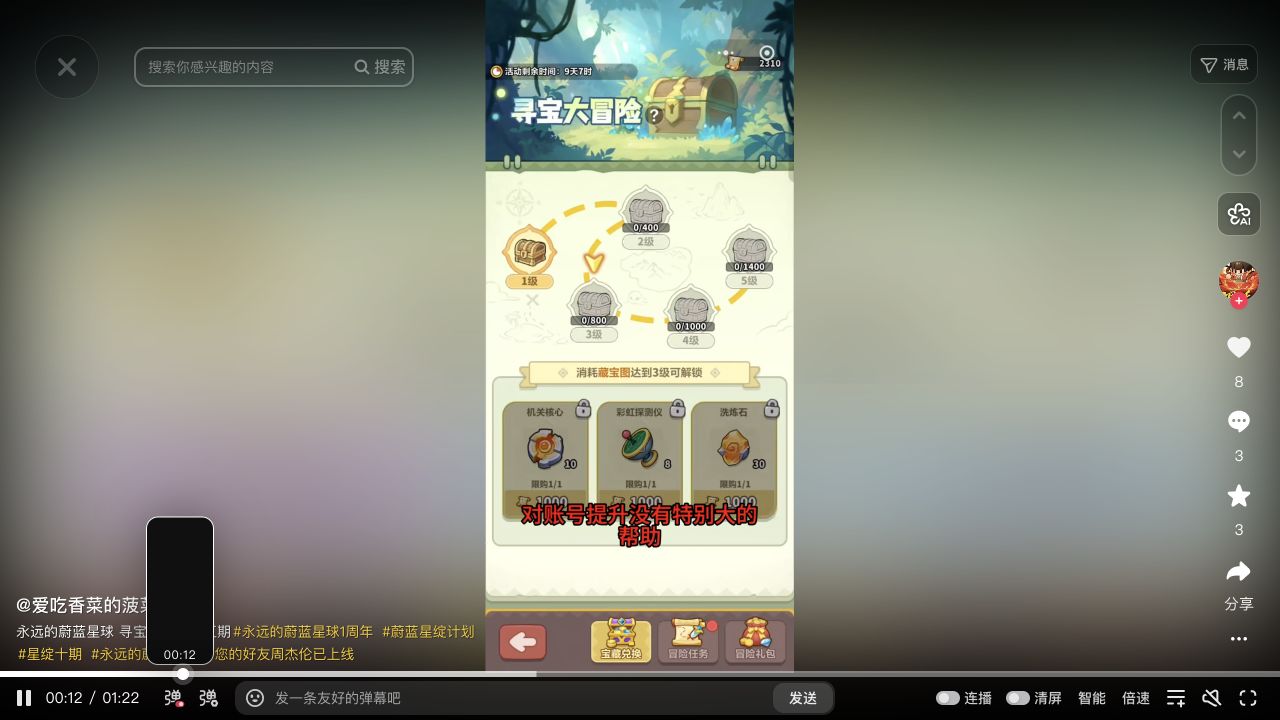 搜索你感兴趣的内容
搜索
消息
2310
活动剩余时间：9天7时
寻宝大冒险
?
AI
0/400
2级
1级
0/1400
5级
0/800
3级
0/1000
4级
消耗藏宝图达到3级可解锁
机关核心
10
限购1/1
1000
彩虹探测仪
8
限购1/1
1000
洗炼石
30
限购1/1
1000
对账号提升没有特别大的
帮助
8
3
3
分享
宝藏兑换
冒险任务
冒险礼包
@爱吃香菜的菠
永远的蔚蓝星球 寻宝
期#永远的蔚蓝星球1周年 #蔚蓝星绽计划
#星绽十期 #永远的
您的好友周杰伦已上线
00:12
00:12 / 01:22
弹
弹
发一条友好的弹幕吧
发送
连播
清屏
智能
倍速